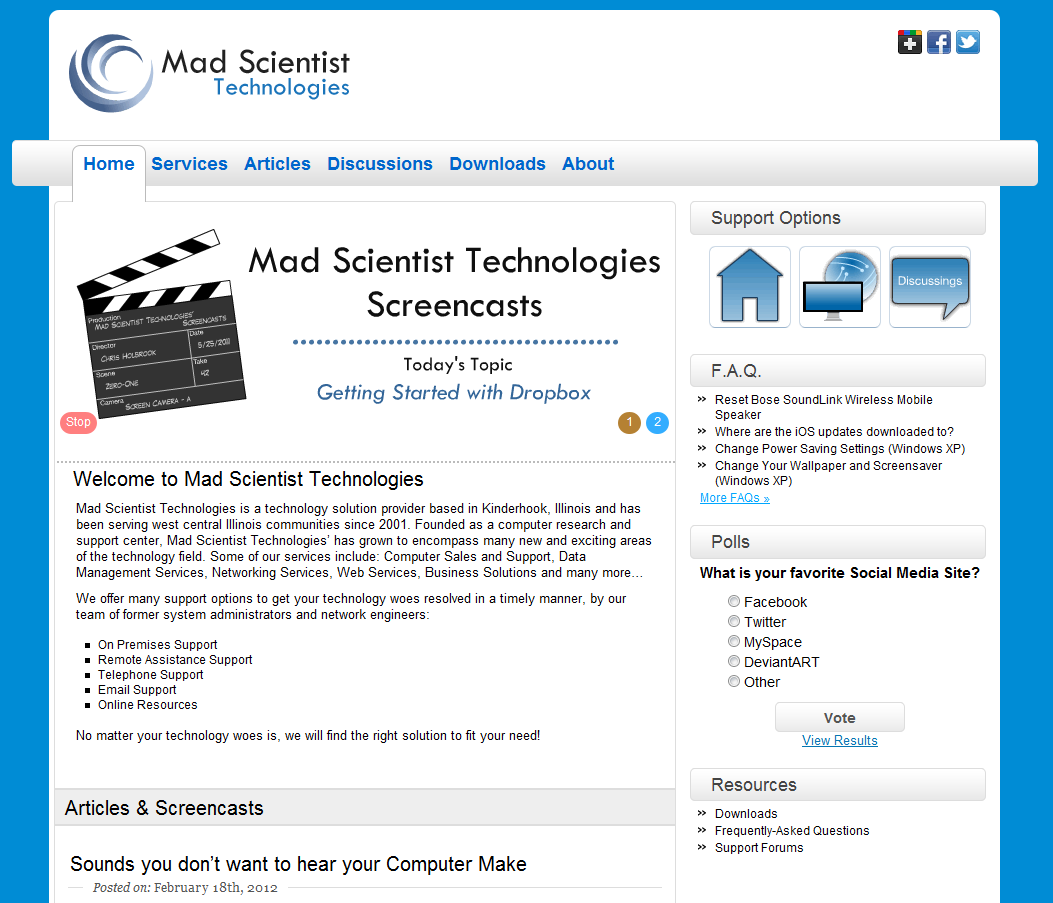 Mad Scientist
Technologies
Home Services Articles Discussions Downloads About
Mad Scientist Technologies
Screencasts
Today's Topic
Getting Started with Dropbox
Production
MAD SCIENTIST TECHNOLOGIES'
SCREENCASTS
Director
CHRIS HOLBROOK
Date
5/25/2011
Scene
ZERO-ONE
Take
42
Camera
SCREEN CAMERA - A
Stop
1 2
Welcome to Mad Scientist Technologies
Mad Scientist Technologies is a technology solution provider based in Kinderhook, Illinois and has
been serving west central Illinois communities since 2001. Founded as a computer research and
support center, Mad Scientist Technologies' has grown to encompass many new and exciting areas
of the technology field. Some of our services include: Computer Sales and Support, Data
Management Services, Networking Services, Web Services, Business Solutions and many more...
We offer many support options to get your technology woes resolved in a timely manner, by our
team of former system administrators and network engineers:
On Premises Support
Remote Assistance Support
Telephone Support
Email Support
Online Resources
No matter your technology woes is, we will find the right solution to fit your need!
Articles & Screencasts
Sounds you don't want to hear your Computer Make
Posted on: February 18th, 2012
Support Options
Discussings
F.A.Q.
Reset Bose SoundLink Wireless Mobile
Speaker
Where are the iOS updates downloaded to?
Change Power Saving Settings (Windows XP)
Change Your Wallpaper and Screensaver
(Windows XP)
More FAQs »
Polls
What is your favorite Social Media Site?
Facebook
Twitter
MySpace
DeviantART
Other
Vote
View Results
Resources
Downloads
Frequently-Asked Questions
Support Forums